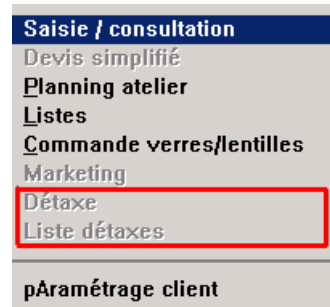 Saisie / consultation
Devis simplifié
Planning atelier
Listes
Commande verres/lentilles
Marketing
Détaxe
Liste détaxes
pAramétrage client